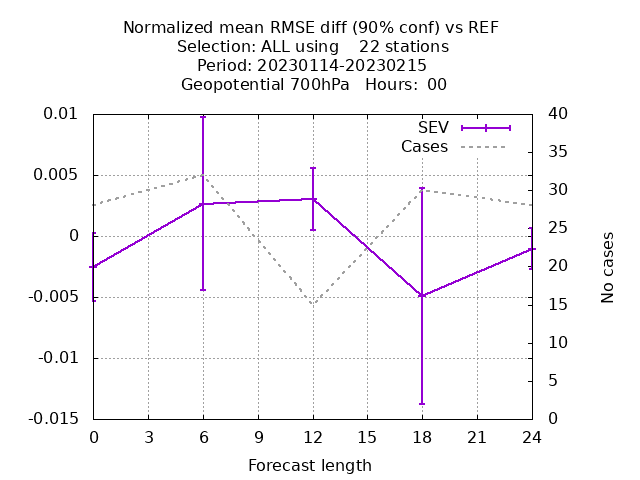 Normalized mean RMSE diff (90% conf) vs REF
Selection: ALL using    22 stations
Period: 20230114-20230215
Geopotential 700hPa   Hours:  00
0.01
0.005
0
-0.005
-0.01
-0.015
40
35
30
25
20
15
10
5
0
SEV
Cases
No cases
0 3 6 9 12 15 18 21 24
Forecast length